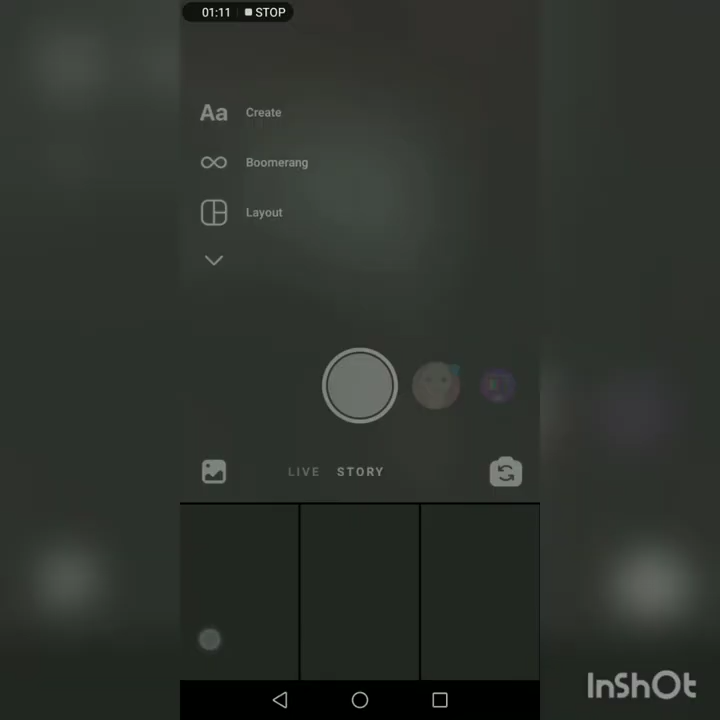 01:11 STOP
Aa Create
Boomerang
Layout
LIVE STORY
InShOt